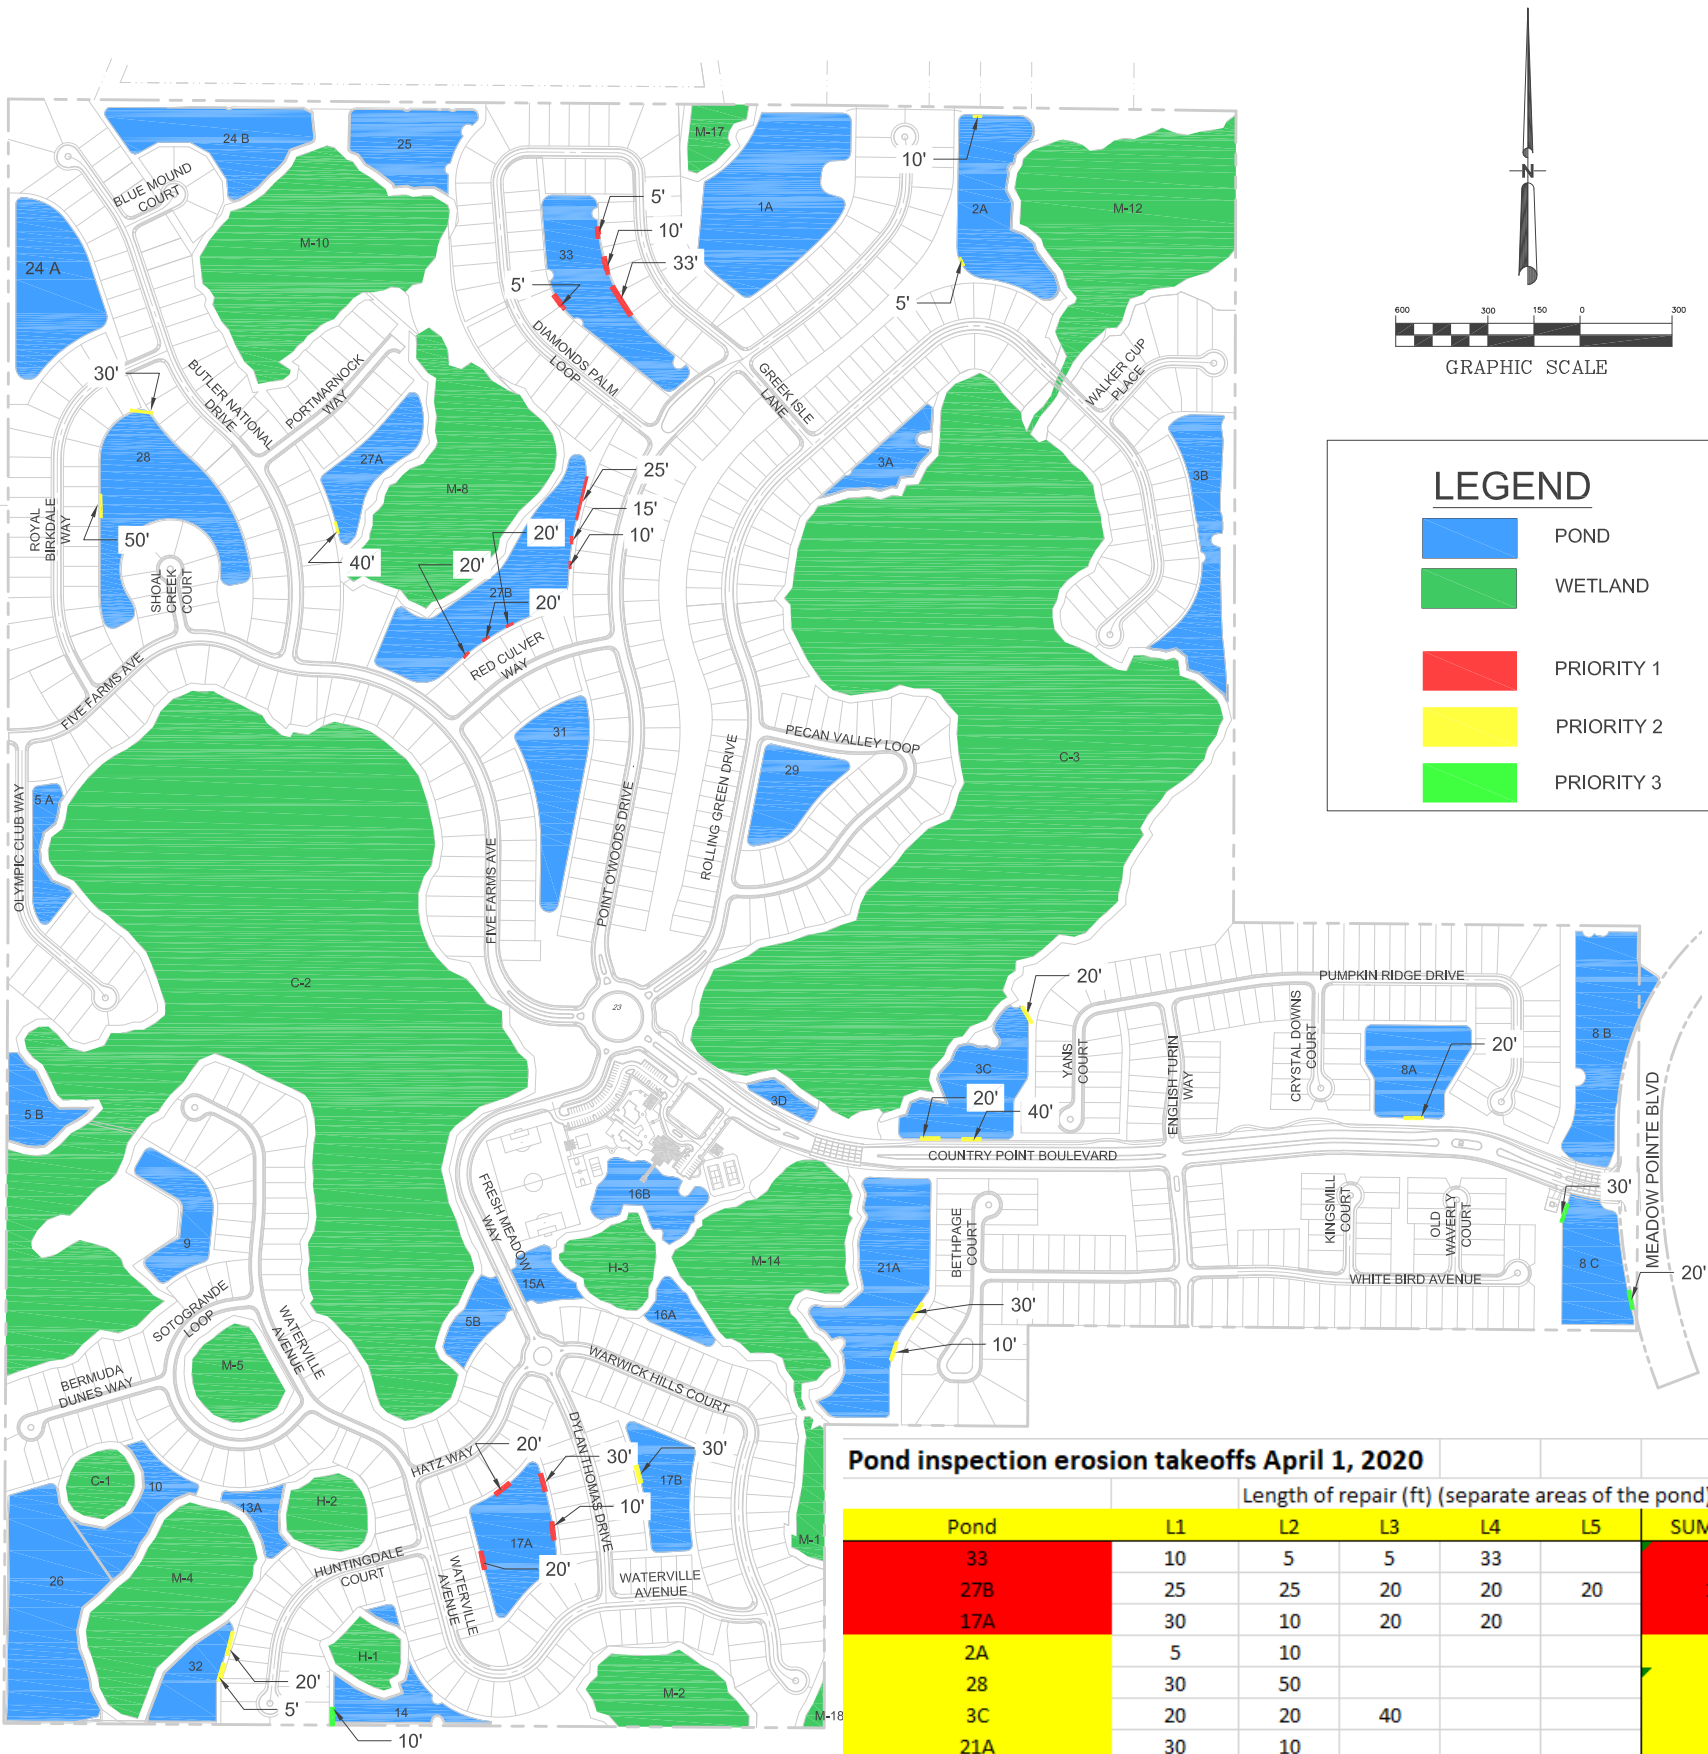 24 B
25
M-17
1A
10'
2A
M-12
N
BLUE MOUND
COURT
M-10
24 A
33
5'
10'
33'
5'
5'
600 300 150 0 300
GRAPHIC SCALE
DIAMONDS PALM
LOOP
GREEK ISLE
LANE
WALKER CUP
PLACE
30'
BUTLER NATIONAL
DRIVE
PORTMARNOCK
WAY
28
27A
M-8
3A
3B
LEGEND
POND
WETLAND
PRIORITY 1
PRIORITY 2
PRIORITY 3
ROYAL
BIRKDALE
WAY
50'
40'
25'
15'
10'
20'
20'
20'
27B
SHOAL
CREEK
COURT
RED CULVER
WAY
FIVE FARMS AVE
31
29
PECAN VALLEY LOOP
C-3
OLYMPIC CLUB WAY
5 A
FIVE FARMS AVE
POINT O'WOODS DRIVE
ROLLING GREEN DRIVE
C-2
23
20'
PUMPKIN RIDGE DRIVE
CRYSTAL DOWNS
COURT
YANS
COURT
ENGLISH TURIN
WAY
8 B
8A
20'
3C
3D
20'
40'
5 B
COUNTRY POINT BOULEVARD
MEADOW POINTE BLVD
30'
8 C
20'
9
FRESH MEADOW
WAY
16B
M-14
H-3
15A
16A
5B
21A
BETHPAGE
COURT
KINGSMILL
COURT
OLD
WAVERLY
COURT
WHITE BIRD AVENUE
30'
10'
SOTOGRANDE
LOOP
WATERVILLE
AVENUE
M-5
BERMUDA
DUNES WAY
WARWICK HILLS COURT
HATZ WAY
DYLAN THOMAS DRIVE
20'
30'
10'
20'
17A
30'
17B
C-1
10
13A
H-2
M-4
26
HUNTINGDALE
COURT
WATERVILLE
AVENUE
WATERVILLE
AVENUE
M-1
H-1
32
20'
5'
14
10'
M-2
M-18
Pond inspection erosion takeoffs April 1, 2020
Length of repair (ft) (separate areas of the pond)
Pond L1 L2 L3 L4 L5 SUM
33 10 5 5 33
27B 25 25 20 20 20
17A 30 10 20 20
2A 5 10
28 30 50
3C 20 20 40
21A 30 10